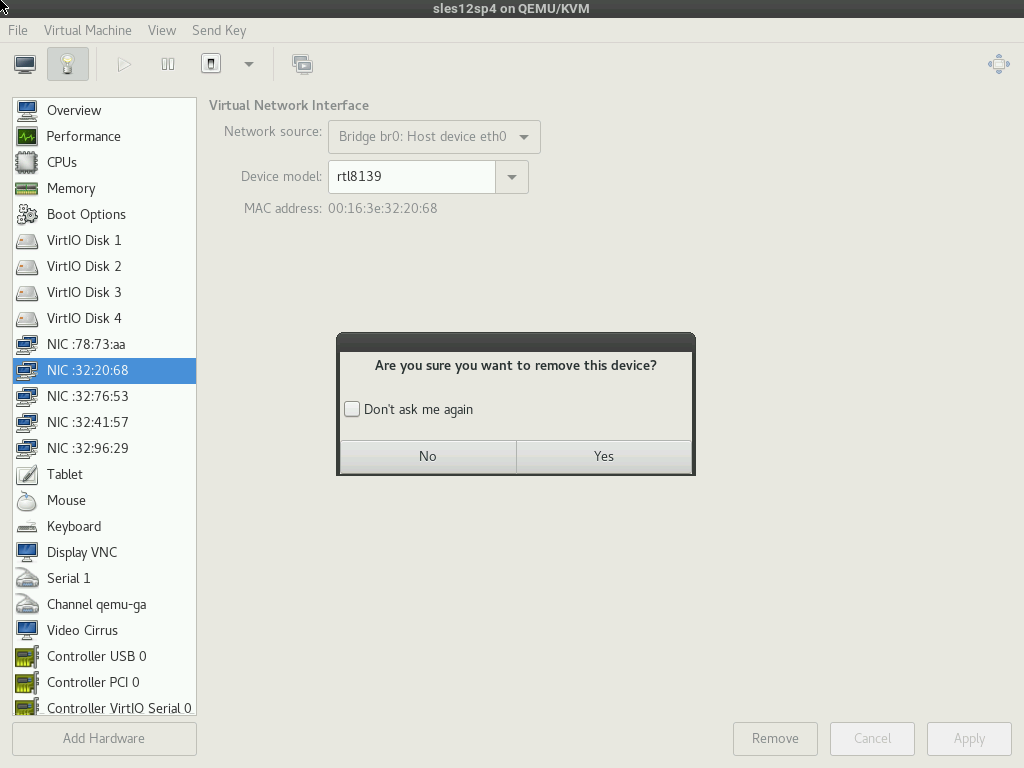 sles12sp4 on QEMU/KVM
File Virtual Machine View Send Key
Overview
Performance
CPUs
Memory
Boot Options
VirtIO Disk 1
VirtIO Disk 2
VirtIO Disk 3
VirtIO Disk 4
NIC :78:73:aa
NIC :32:20:68
NIC :32:76:53
NIC :32:41:57
NIC :32:96:29
Tablet
Mouse
Keyboard
Display VNC
Serial 1
Channel qemu-ga
Video Cirrus
Controller USB 0
Controller PCI 0
Controller VirtIO Serial 0
Add Hardware
Virtual Network Interface
Network source: Bridge br0: Host device eth0
Device model: rtl8139
MAC address: 00:16:3e:32:20:68
Are you sure you want to remove this device?
Don't ask me again
No Yes
Remove Cancel Apply